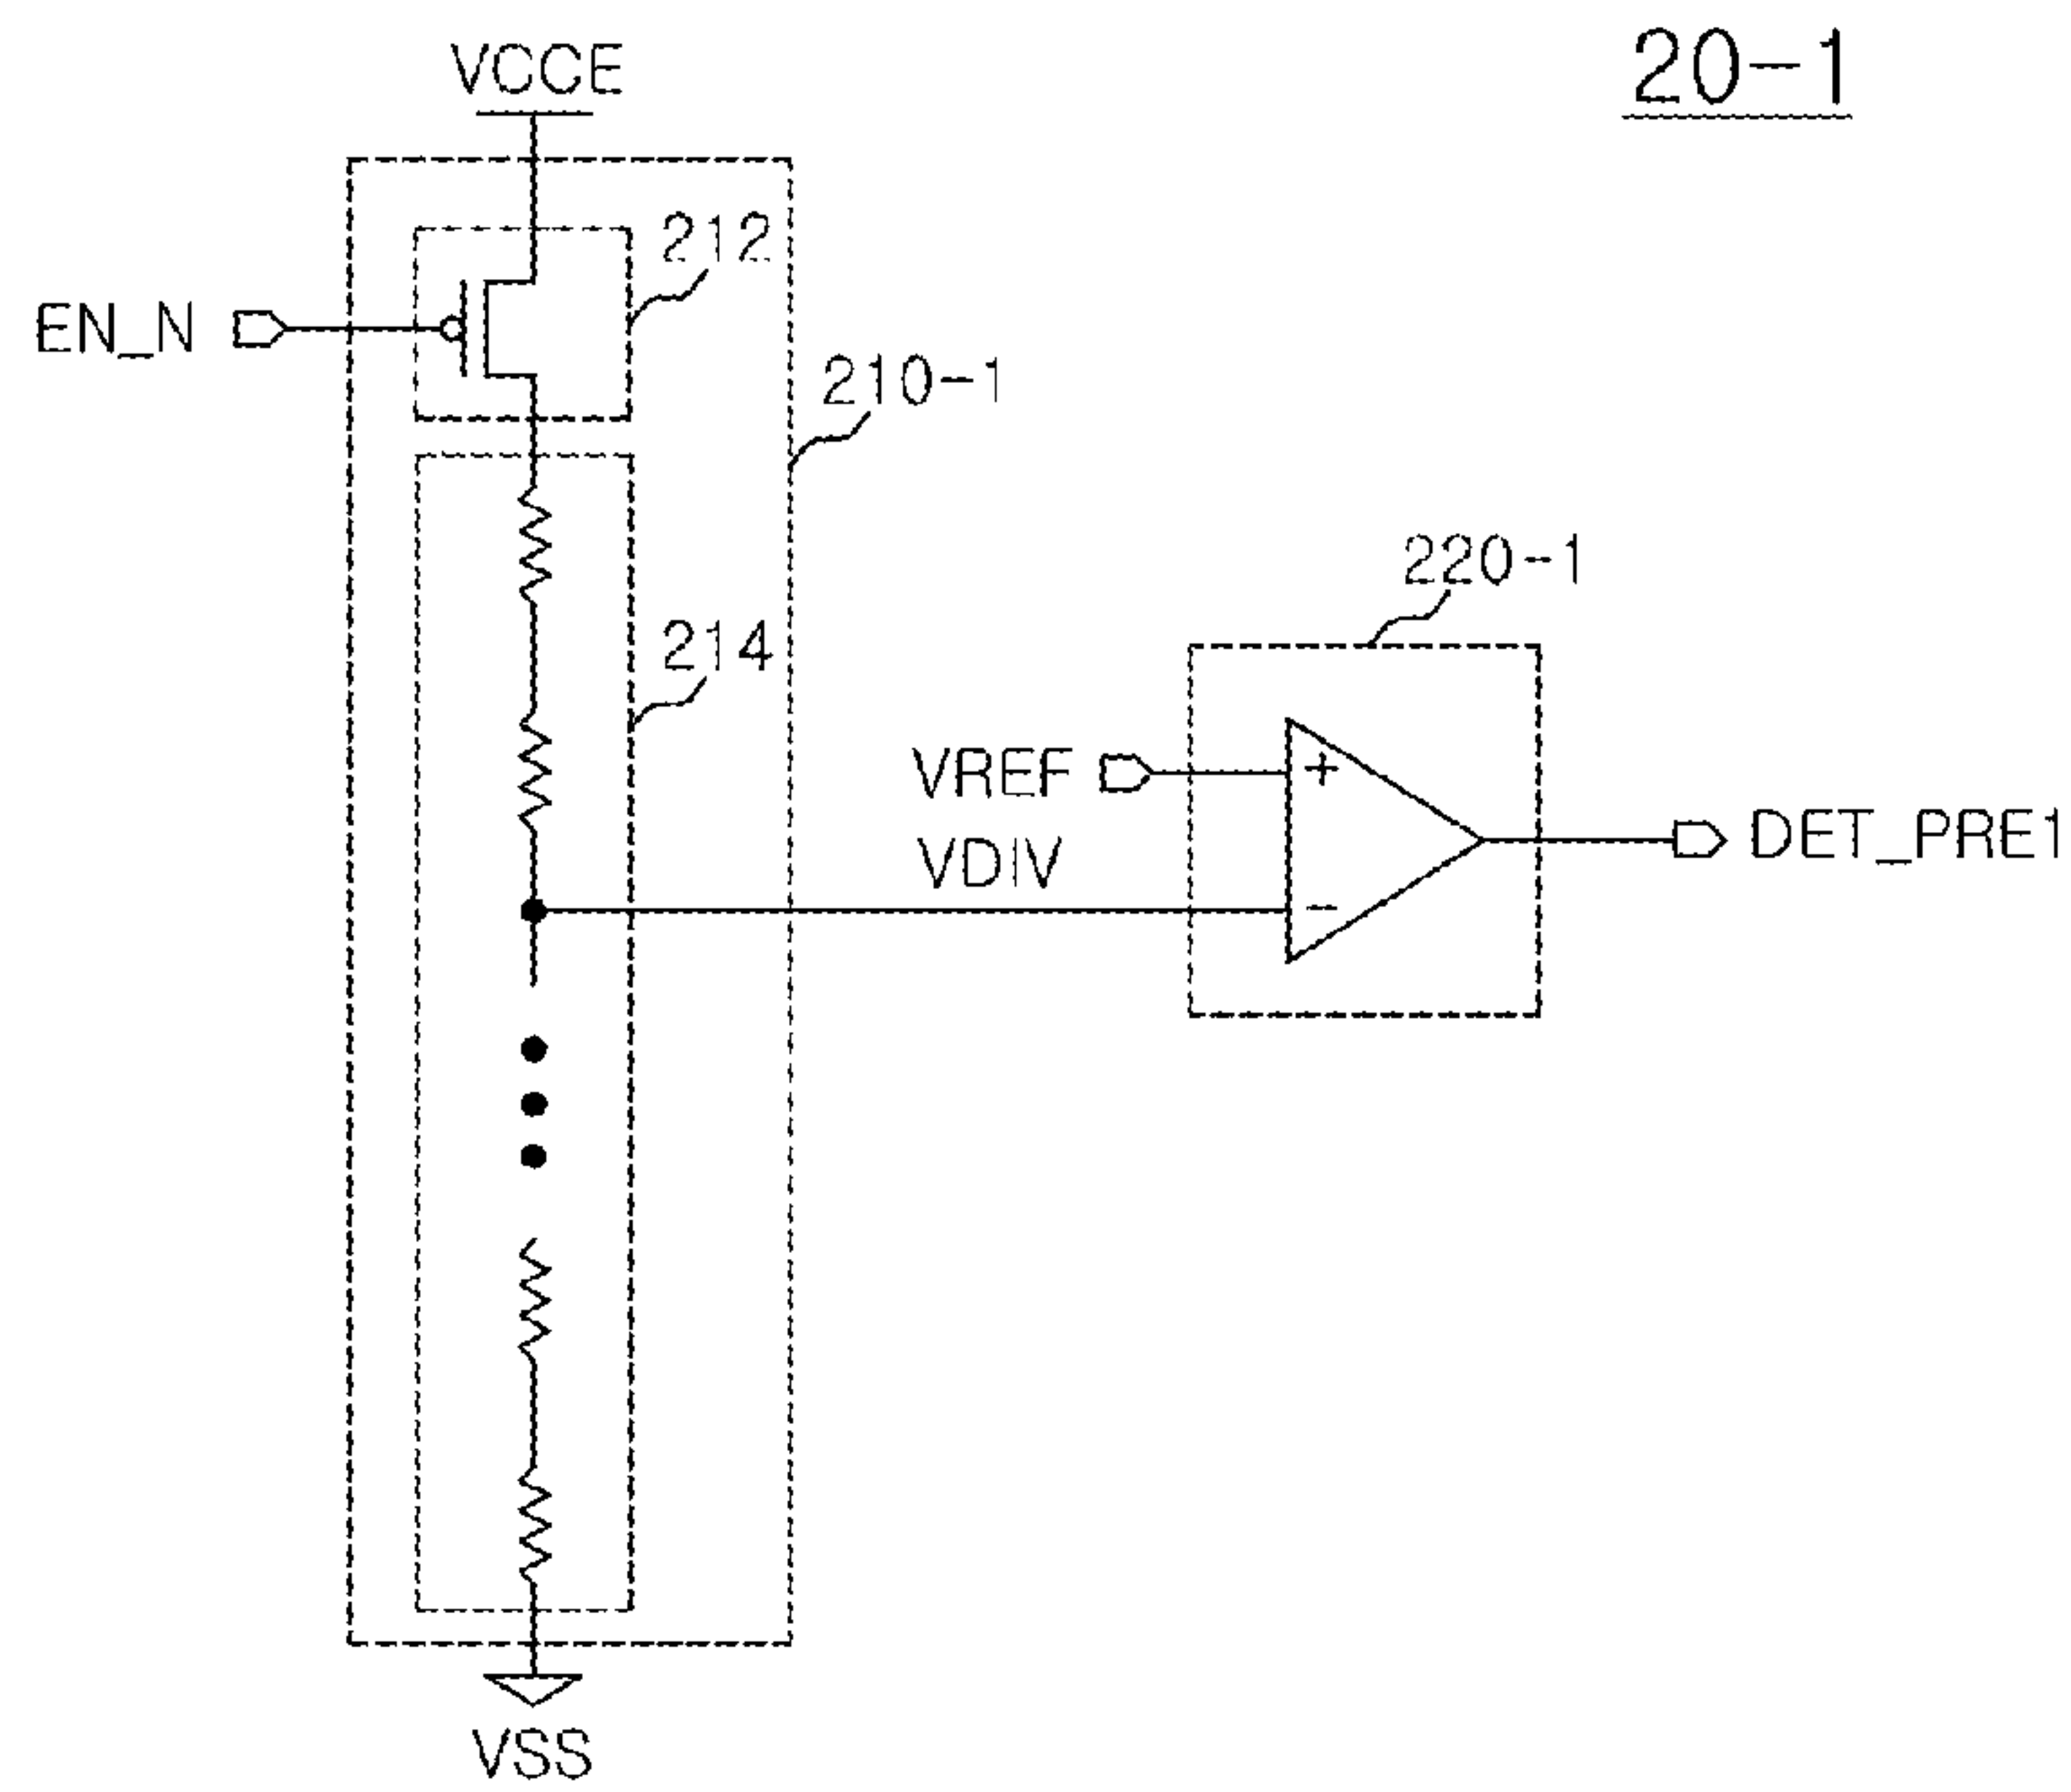 20-1
VCCE
212
EN_N
210-1
220-1
214
VREF
+
DET_PRE1
VDIV
-
VSS